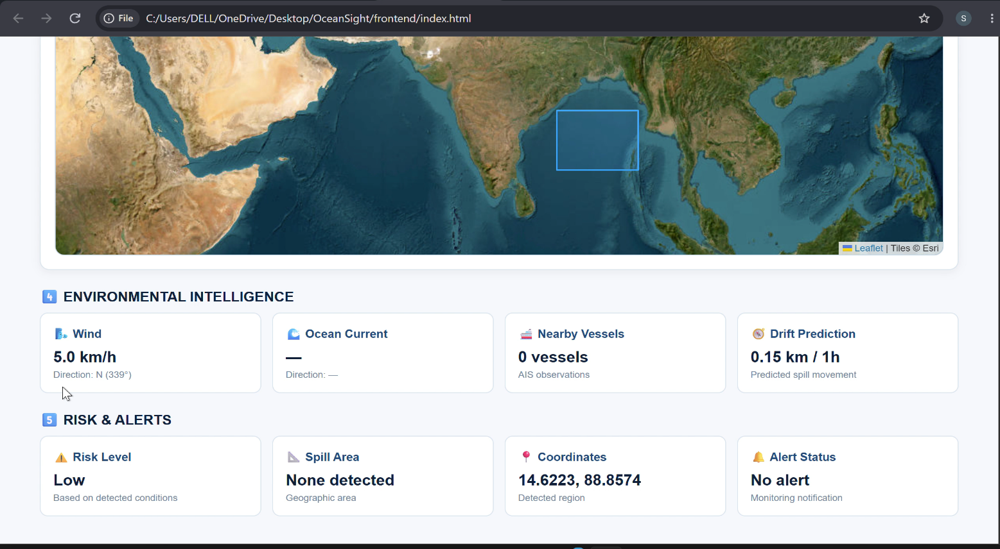 File C:/Users/DELL/OneDrive/Desktop/OceanSight/frontend/index.html S
Leaflet | Tiles © Esri
4 ENVIRONMENTAL INTELLIGENCE
Wind
5.0 km/h
Direction: N (339°)
Ocean Current
—
Direction: —
Nearby Vessels
0 vessels
AIS observations
Drift Prediction
0.15 km / 1h
Predicted spill movement
5 RISK & ALERTS
Risk Level
Low
Based on detected conditions
Spill Area
None detected
Geographic area
Coordinates
14.6223, 88.8574
Detected region
Alert Status
No alert
Monitoring notification